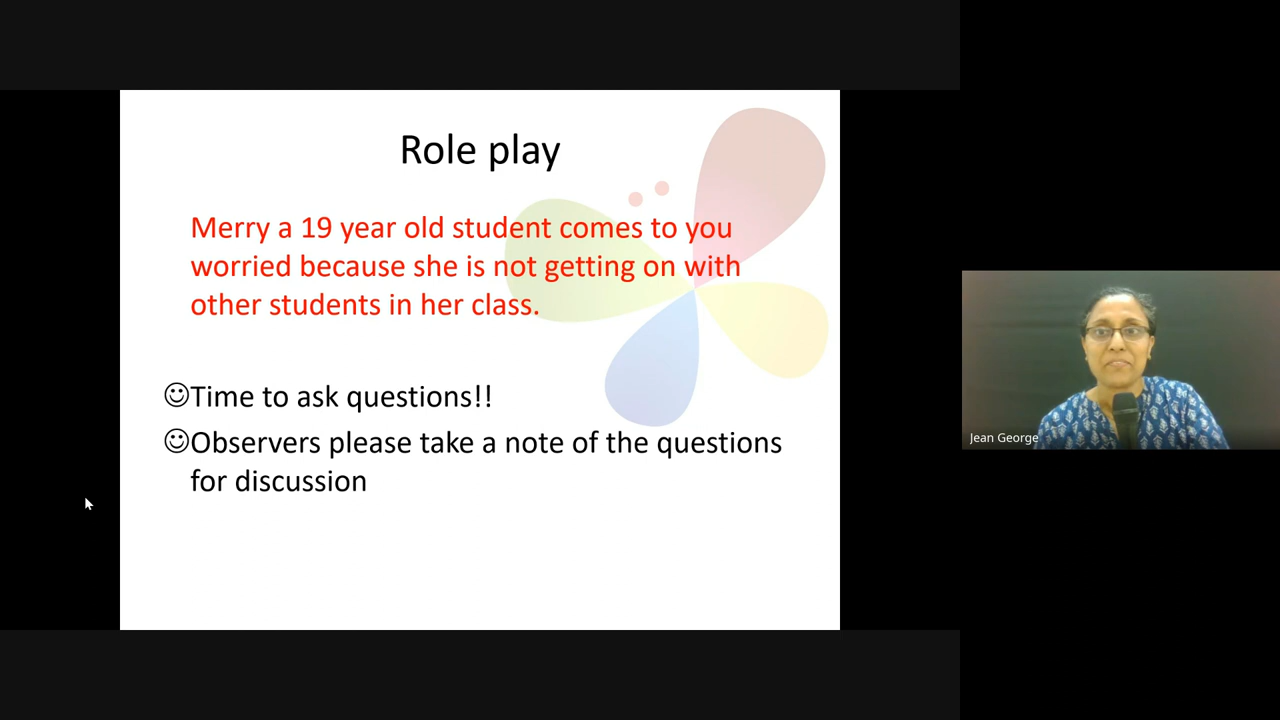 Role play
Merry a 19 year old student comes to you
worried because she is not getting on with
other students in her class.
☺Time to ask questions!!
☺Observers please take a note of the questions
for discussion
Jean George